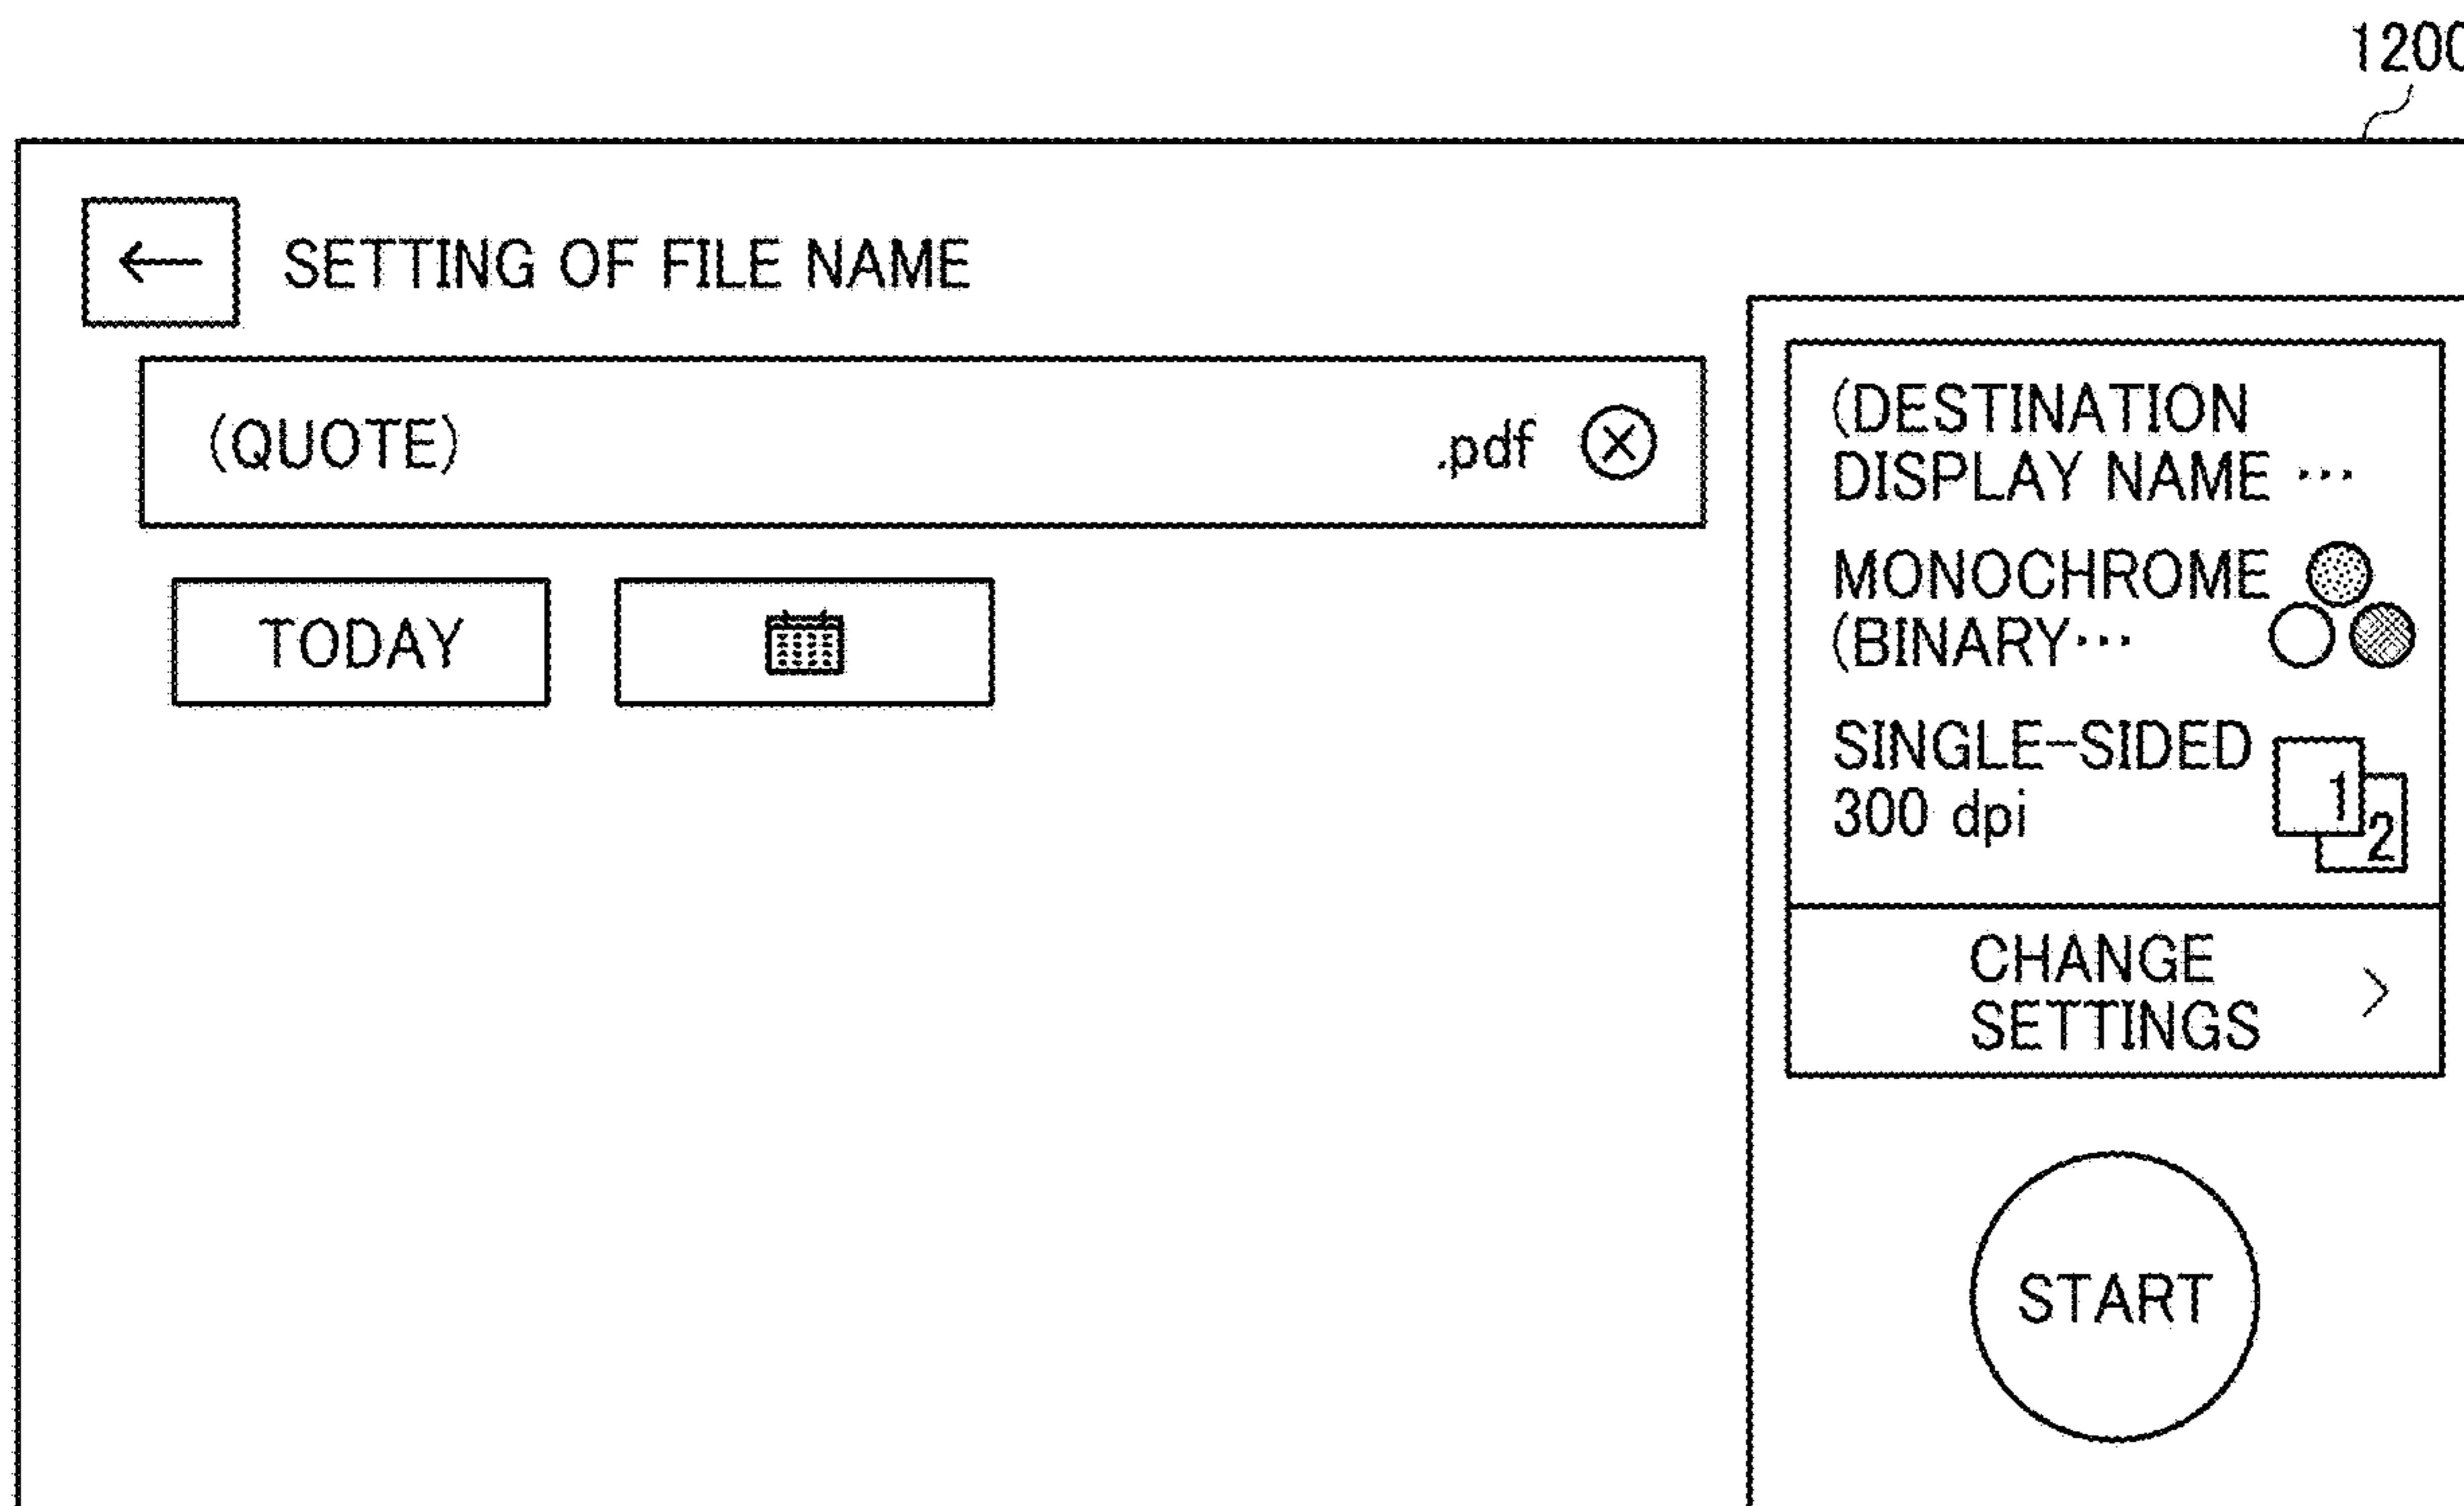 1200
← SETTING OF FILE NAME
(QUOTE) .pdf
TODAY
(DESTINATION
DISPLAY NAME …
MONOCHROME
(BINARY…
SINGLE-SIDED
300 dpi
1
2
CHANGE
SETTINGS >
START